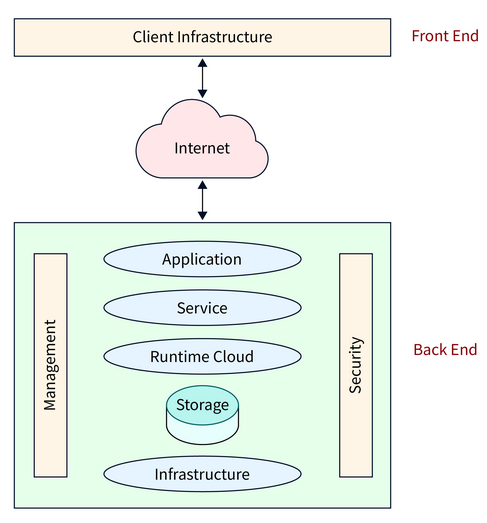 Client Infrastructure
Front End
Internet
Application
Service
Runtime Cloud
Storage
Infrastructure
Management
Security
Back End